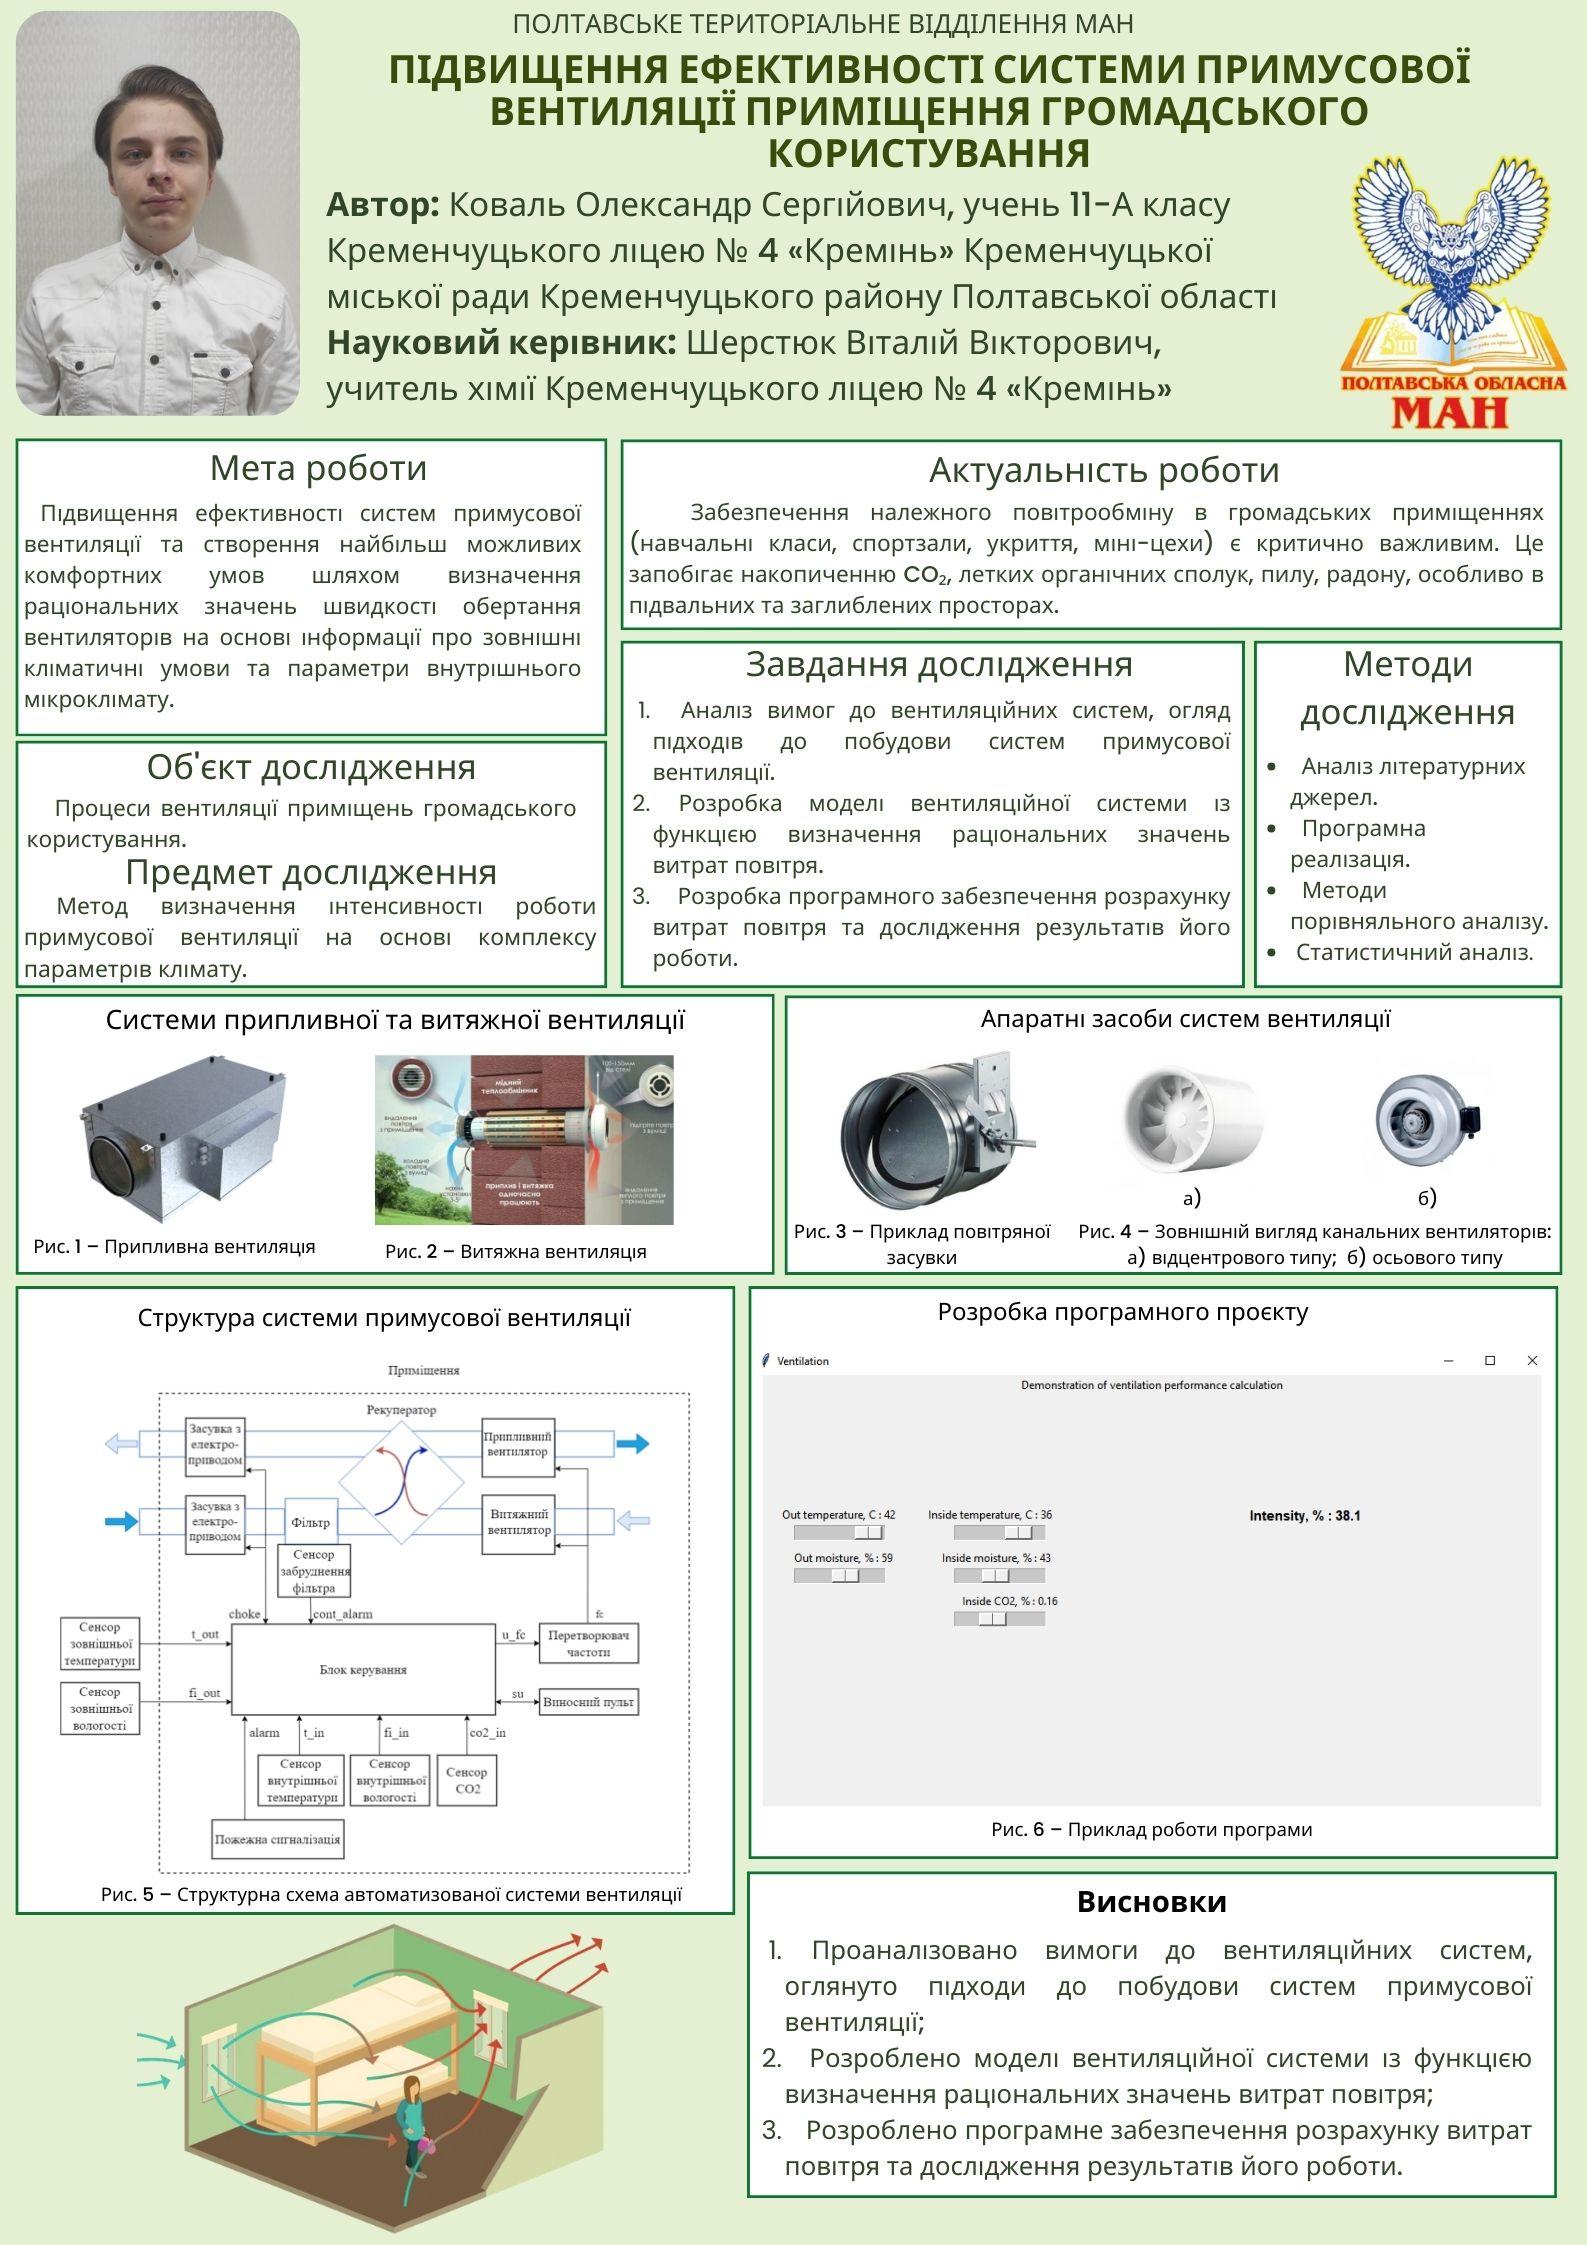 ПОЛТАВСЬКЕ ТЕРИТОРІАЛЬНЕ ВІДДІЛЕННЯ МАН
ПІДВИЩЕННЯ ЕФЕКТИВНОСТІ СИСТЕМИ ПРИМУСОВОЇ
ВЕНТИЛЯЦІЇ ПРИМІЩЕННЯ ГРОМАДСЬКОГО
КОРИСТУВАННЯ
Автор: Коваль Олександр Сергійович, учень 11-А класу
Кременчуцького ліцею № 4 «Кремінь» Кременчуцької
міської ради Кременчуцького району Полтавської області
Науковий керівник: Шерстюк Віталій Вікторович,
учитель хімії Кременчуцького ліцею № 4 «Кремінь»
ПОЛТАВСЬКА ОБЛАСНА
МАН
Мета роботи
Підвищення ефективності систем примусової
вентиляції та створення найбільш можливих
комфортних умов шляхом визначення
раціональних значень швидкості обертання
вентиляторів на основі інформації про зовнішні
кліматичні умови та параметри внутрішнього
мікроклімату.
Актуальність роботи
Забезпечення належного повітрообміну в громадських приміщеннях
(навчальні класи, спортзали, укриття, міні-цехи) є критично важливим. Це
запобігає накопиченню CO₂, летких органічних сполук, пилу, радону, особливо в
підвальних та заглиблених просторах.
Об'єкт дослідження
Процеси вентиляції приміщень громадського
користування.
Предмет дослідження
Метод визначення інтенсивності роботи
примусової вентиляції на основі комплексу
параметрів клімату.
Завдання дослідження
1. Аналіз вимог до вентиляційних систем, огляд
підходів до побудови систем примусової
вентиляції.
2. Розробка моделі вентиляційної системи із
функцією визначення раціональних значень
витрат повітря.
3. Розробка програмного забезпечення розрахунку
витрат повітря та дослідження результатів його
роботи.
Методи
дослідження
• Аналіз літературних
джерел.
• Програмна
реалізація.
• Методи
порівняльного аналізу.
• Статистичний аналіз.
Системи припливної та витяжної вентиляції
мідний
теплообмінник
100-150мм
від стелі
видалення
повітря
з приміщення
холодне
повітря
з вулиці
приплив і витяжка
одночасно
працюють
Рис. 1 – Припливна вентиляція
Рис. 2 – Витяжна вентиляція
Апаратні засоби систем вентиляції
а)
б)
Рис. 3 – Приклад повітряної
засувки
Рис. 4 – Зовнішній вигляд канальних вентиляторів:
а) відцентрового типу; б) осьового типу
Структура системи примусової вентиляції
Приміщення
Рекуператор
Засувка з
електро-
приводом
Припливний
вентилятор
Засувка з
електро-
приводом
Фільтр
Витяжний
вентилятор
Сенсор
забруднення
фільтра
choke
cont_alarm
fc
Сенсор
зовнішньої
температури
t_out
Блок керування
u_fc
Перетворювач
частоти
Сенсор
зовнішньої
вологості
fi_out
su
Виносний пульт
alarm
t_in
fi_in
co2_in
Сенсор
внутрішньої
температури
Сенсор
внутрішньої
вологості
Сенсор
CO2
Пожежна сигналізація
Рис. 5 – Структурна схема автоматизованої системи вентиляції
Розробка програмного проєкту
Ventilation
Demonstration of ventilation performance calculation
Out temperature, C : 42
Inside temperature, C : 36
Intensity, % : 38.1
Out moisture, % : 59
Inside moisture, % : 43
Inside CO2, % : 0.16
Рис. 6 – Приклад роботи програми
Висновки
1. Проаналізовано вимоги до вентиляційних систем,
оглянуто підходи до побудови систем примусової
вентиляції;
2. Розроблено моделі вентиляційної системи із функцією
визначення раціональних значень витрат повітря;
3. Розроблено програмне забезпечення розрахунку витрат
повітря та дослідження результатів його роботи.